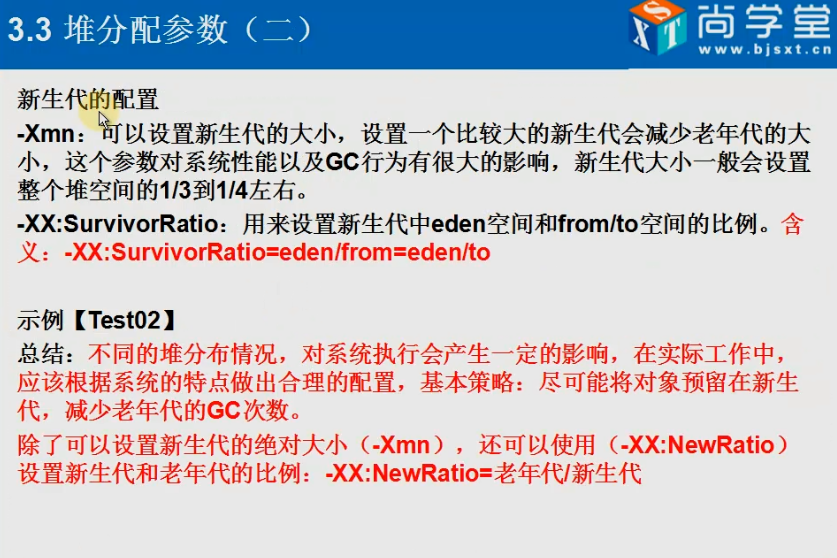 3.3 堆分配参数（二）
XST
尚学堂
www.bjsxt.cn
新生代的配置
-Xmn：可以设置新生代的大小，设置一个比较大的新生代会减少老年代的大
小，这个参数对系统性能以及GC行为有很大的影响，新生代大小一般会设置
整个堆空间的1/3到1/4左右。
-XX:SurvivorRatio：用来设置新生代中eden空间和from/to空间的比例。含
义：-XX:SurvivorRatio=eden/from=eden/to
示例【Test02】
总结：不同的堆分布情况，对系统执行会产生一定的影响，在实际工作中，
应该根据系统的特点做出合理的配置，基本策略：尽可能将对象预留在新生
代，减少老年代的GC次数。
除了可以设置新生代的绝对大小（-Xmn），还可以使用（-XX:NewRatio）
设置新生代和老年代的比例：-XX:NewRatio=老年代/新生代